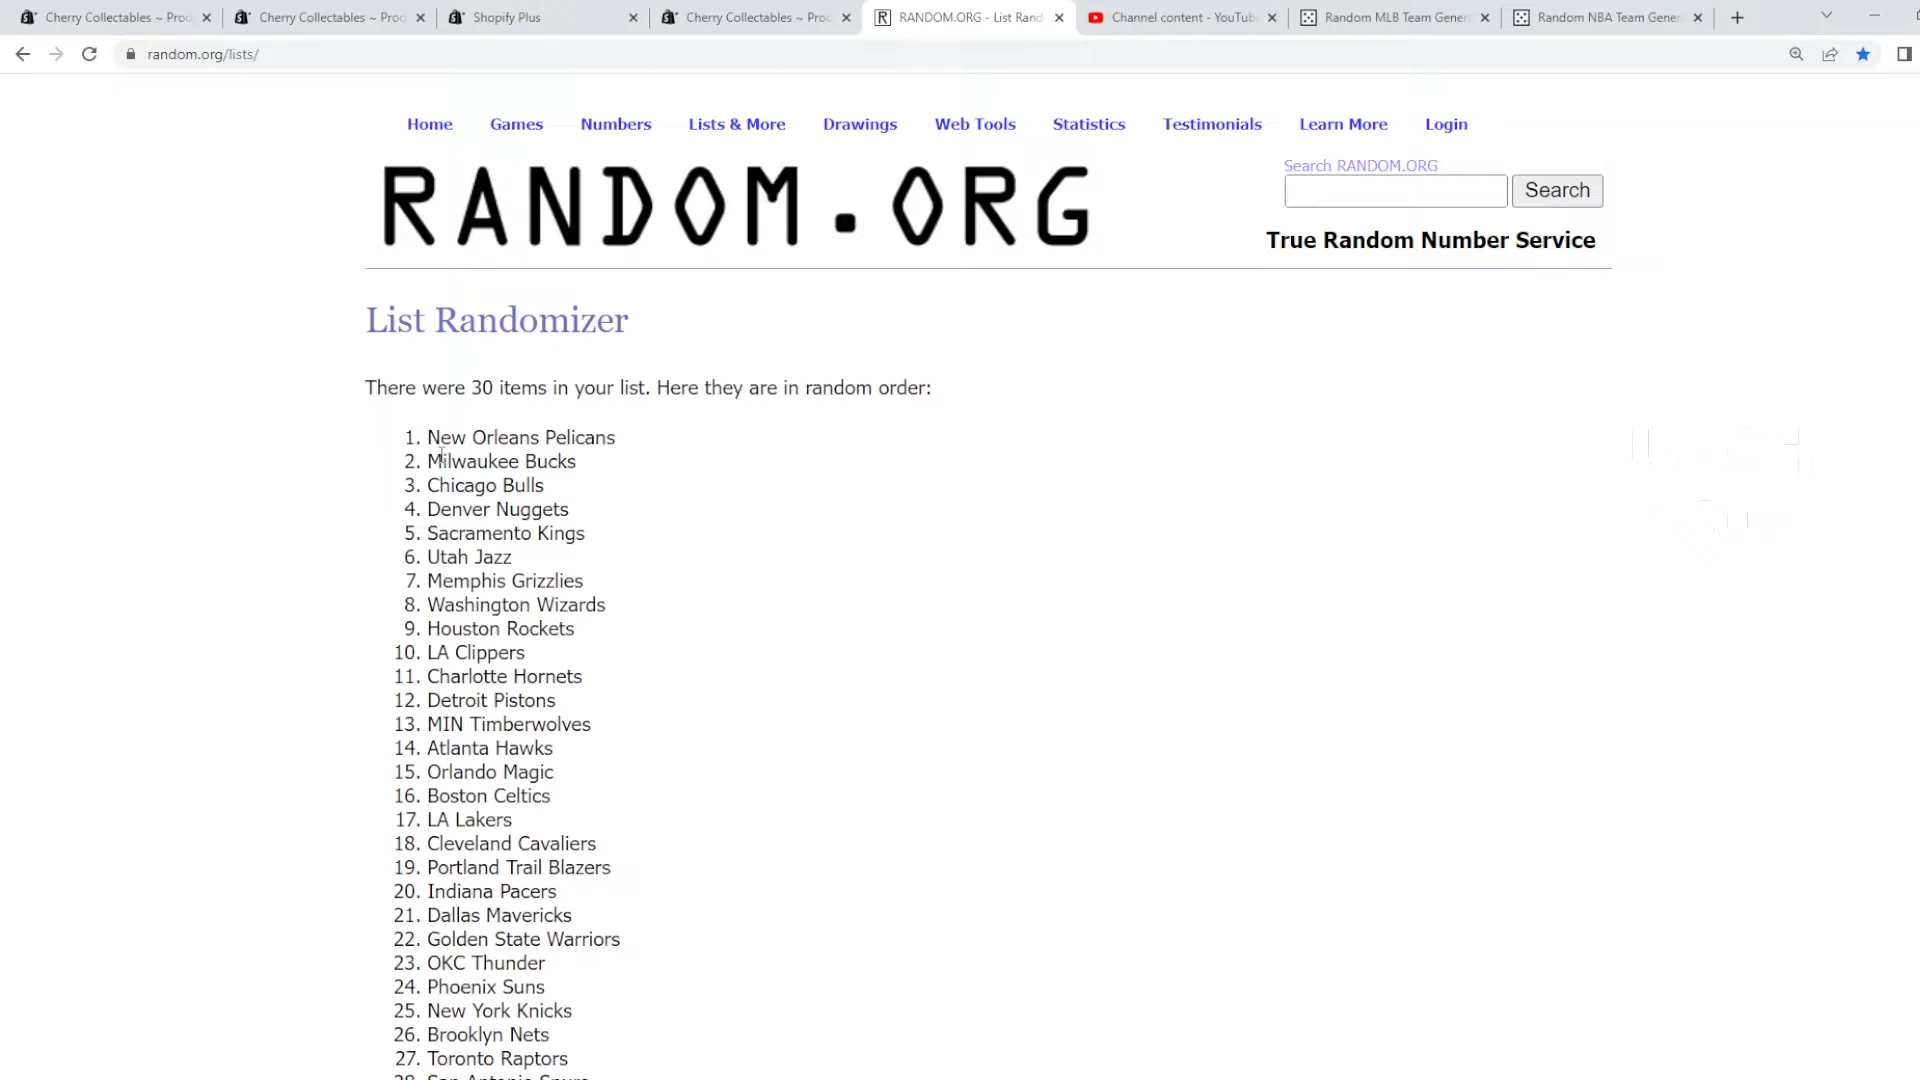 Cherry Collectables ~ Prod
Cherry Collectables ~ Prod
Shopify Plus
Cherry Collectables ~ Prod
RANDOM.ORG - List Rand
Channel content - YouTub
Random MLB Team Genera
Random NBA Team Gener
random.org/lists/
Home Games Numbers Lists & More Drawings Web Tools Statistics Testimonials Learn More Login
RANDOM.ORG
Search RANDOM.ORG
Search
True Random Number Service
List Randomizer
There were 30 items in your list. Here they are in random order:
1. New Orleans Pelicans
2. Milwaukee Bucks
3. Chicago Bulls
4. Denver Nuggets
5. Sacramento Kings
6. Utah Jazz
7. Memphis Grizzlies
8. Washington Wizards
9. Houston Rockets
10. LA Clippers
11. Charlotte Hornets
12. Detroit Pistons
13. MIN Timberwolves
14. Atlanta Hawks
15. Orlando Magic
16. Boston Celtics
17. LA Lakers
18. Cleveland Cavaliers
19. Portland Trail Blazers
20. Indiana Pacers
21. Dallas Mavericks
22. Golden State Warriors
23. OKC Thunder
24. Phoenix Suns
25. New York Knicks
26. Brooklyn Nets
27. Toronto Raptors
28. San Antonio Spurs